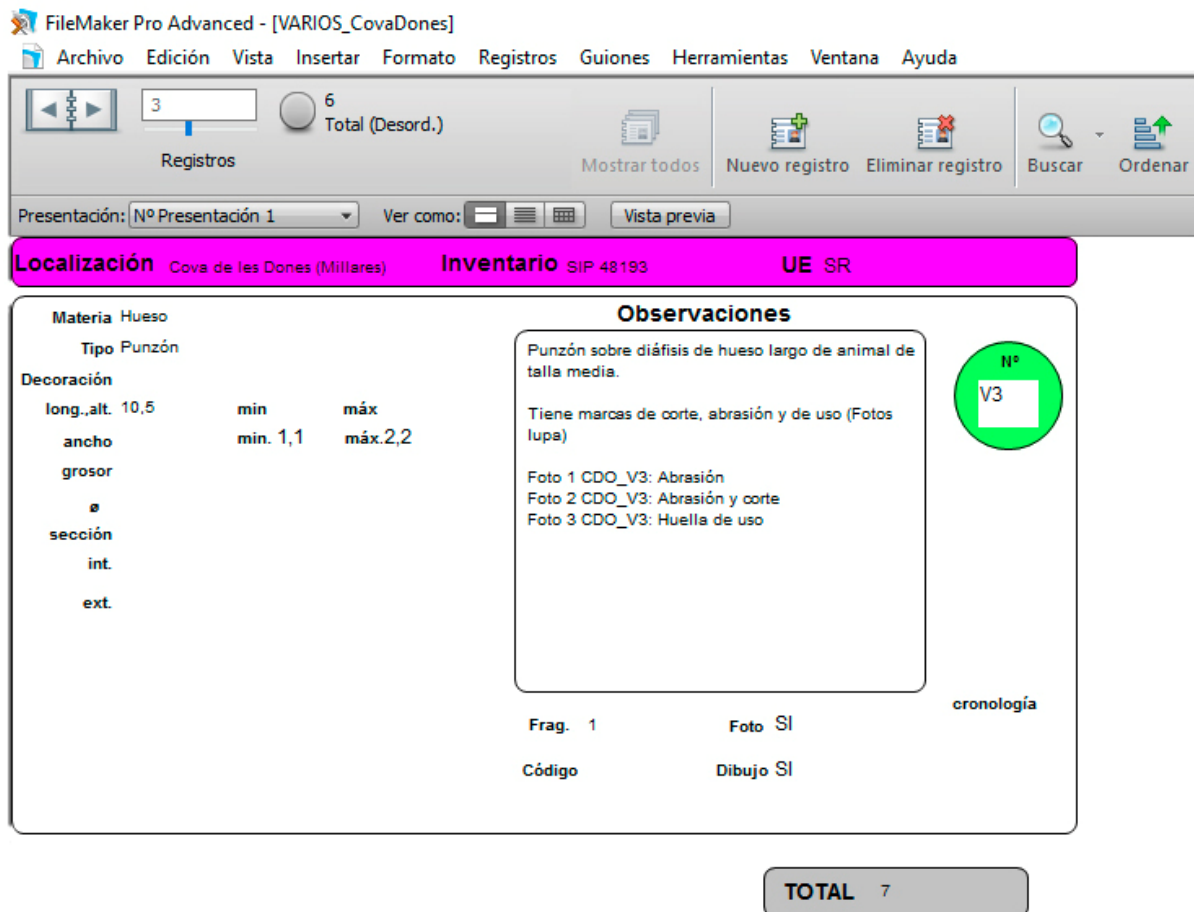 FileMaker Pro Advanced - [VARIOS_CovaDones]
Archivo Edición Vista Insertar Formato Registros Guiones Herramientas Ventana Ayuda
3
6
Total (Desord.)
Registros
Mostrar todos Nuevo registro Eliminar registro Buscar Ordenar
Presentación: Nº Presentación 1 Ver como: Vista previa
Localización Cova de les Dones (Millares) Inventario SIP 48193 UE SR
Materia Hueso
Tipo Punzón
Decoración
long.,alt. 10,5 min máx
ancho min. 1,1 máx. 2,2
grosor
ø
sección
int.
ext.
Observaciones
Punzón sobre diáfisis de hueso largo de animal de
talla media.
Tiene marcas de corte, abrasión y de uso (Fotos
lupa)
Foto 1 CDO_V3: Abrasión
Foto 2 CDO_V3: Abrasión y corte
Foto 3 CDO_V3: Huella de uso
Nº
V3
cronología
Frag. 1 Foto SI
Código Dibujo SI
TOTAL 7